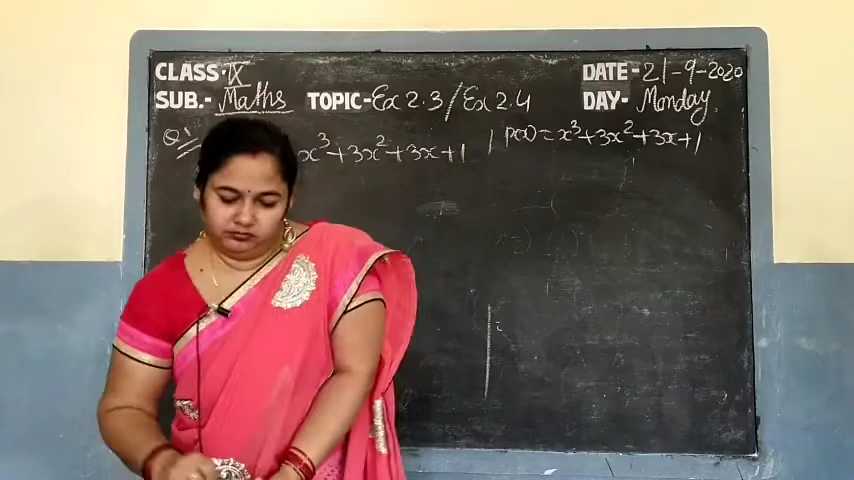 CLASS- IX DATE- 21-9-2020
SUB.- Maths TOPIC- Ex 2.3 / Ex 2.4 DAY- Monday
Q1 x³+3x²+3x+1 | p(x) = x³+3x²+3x+1